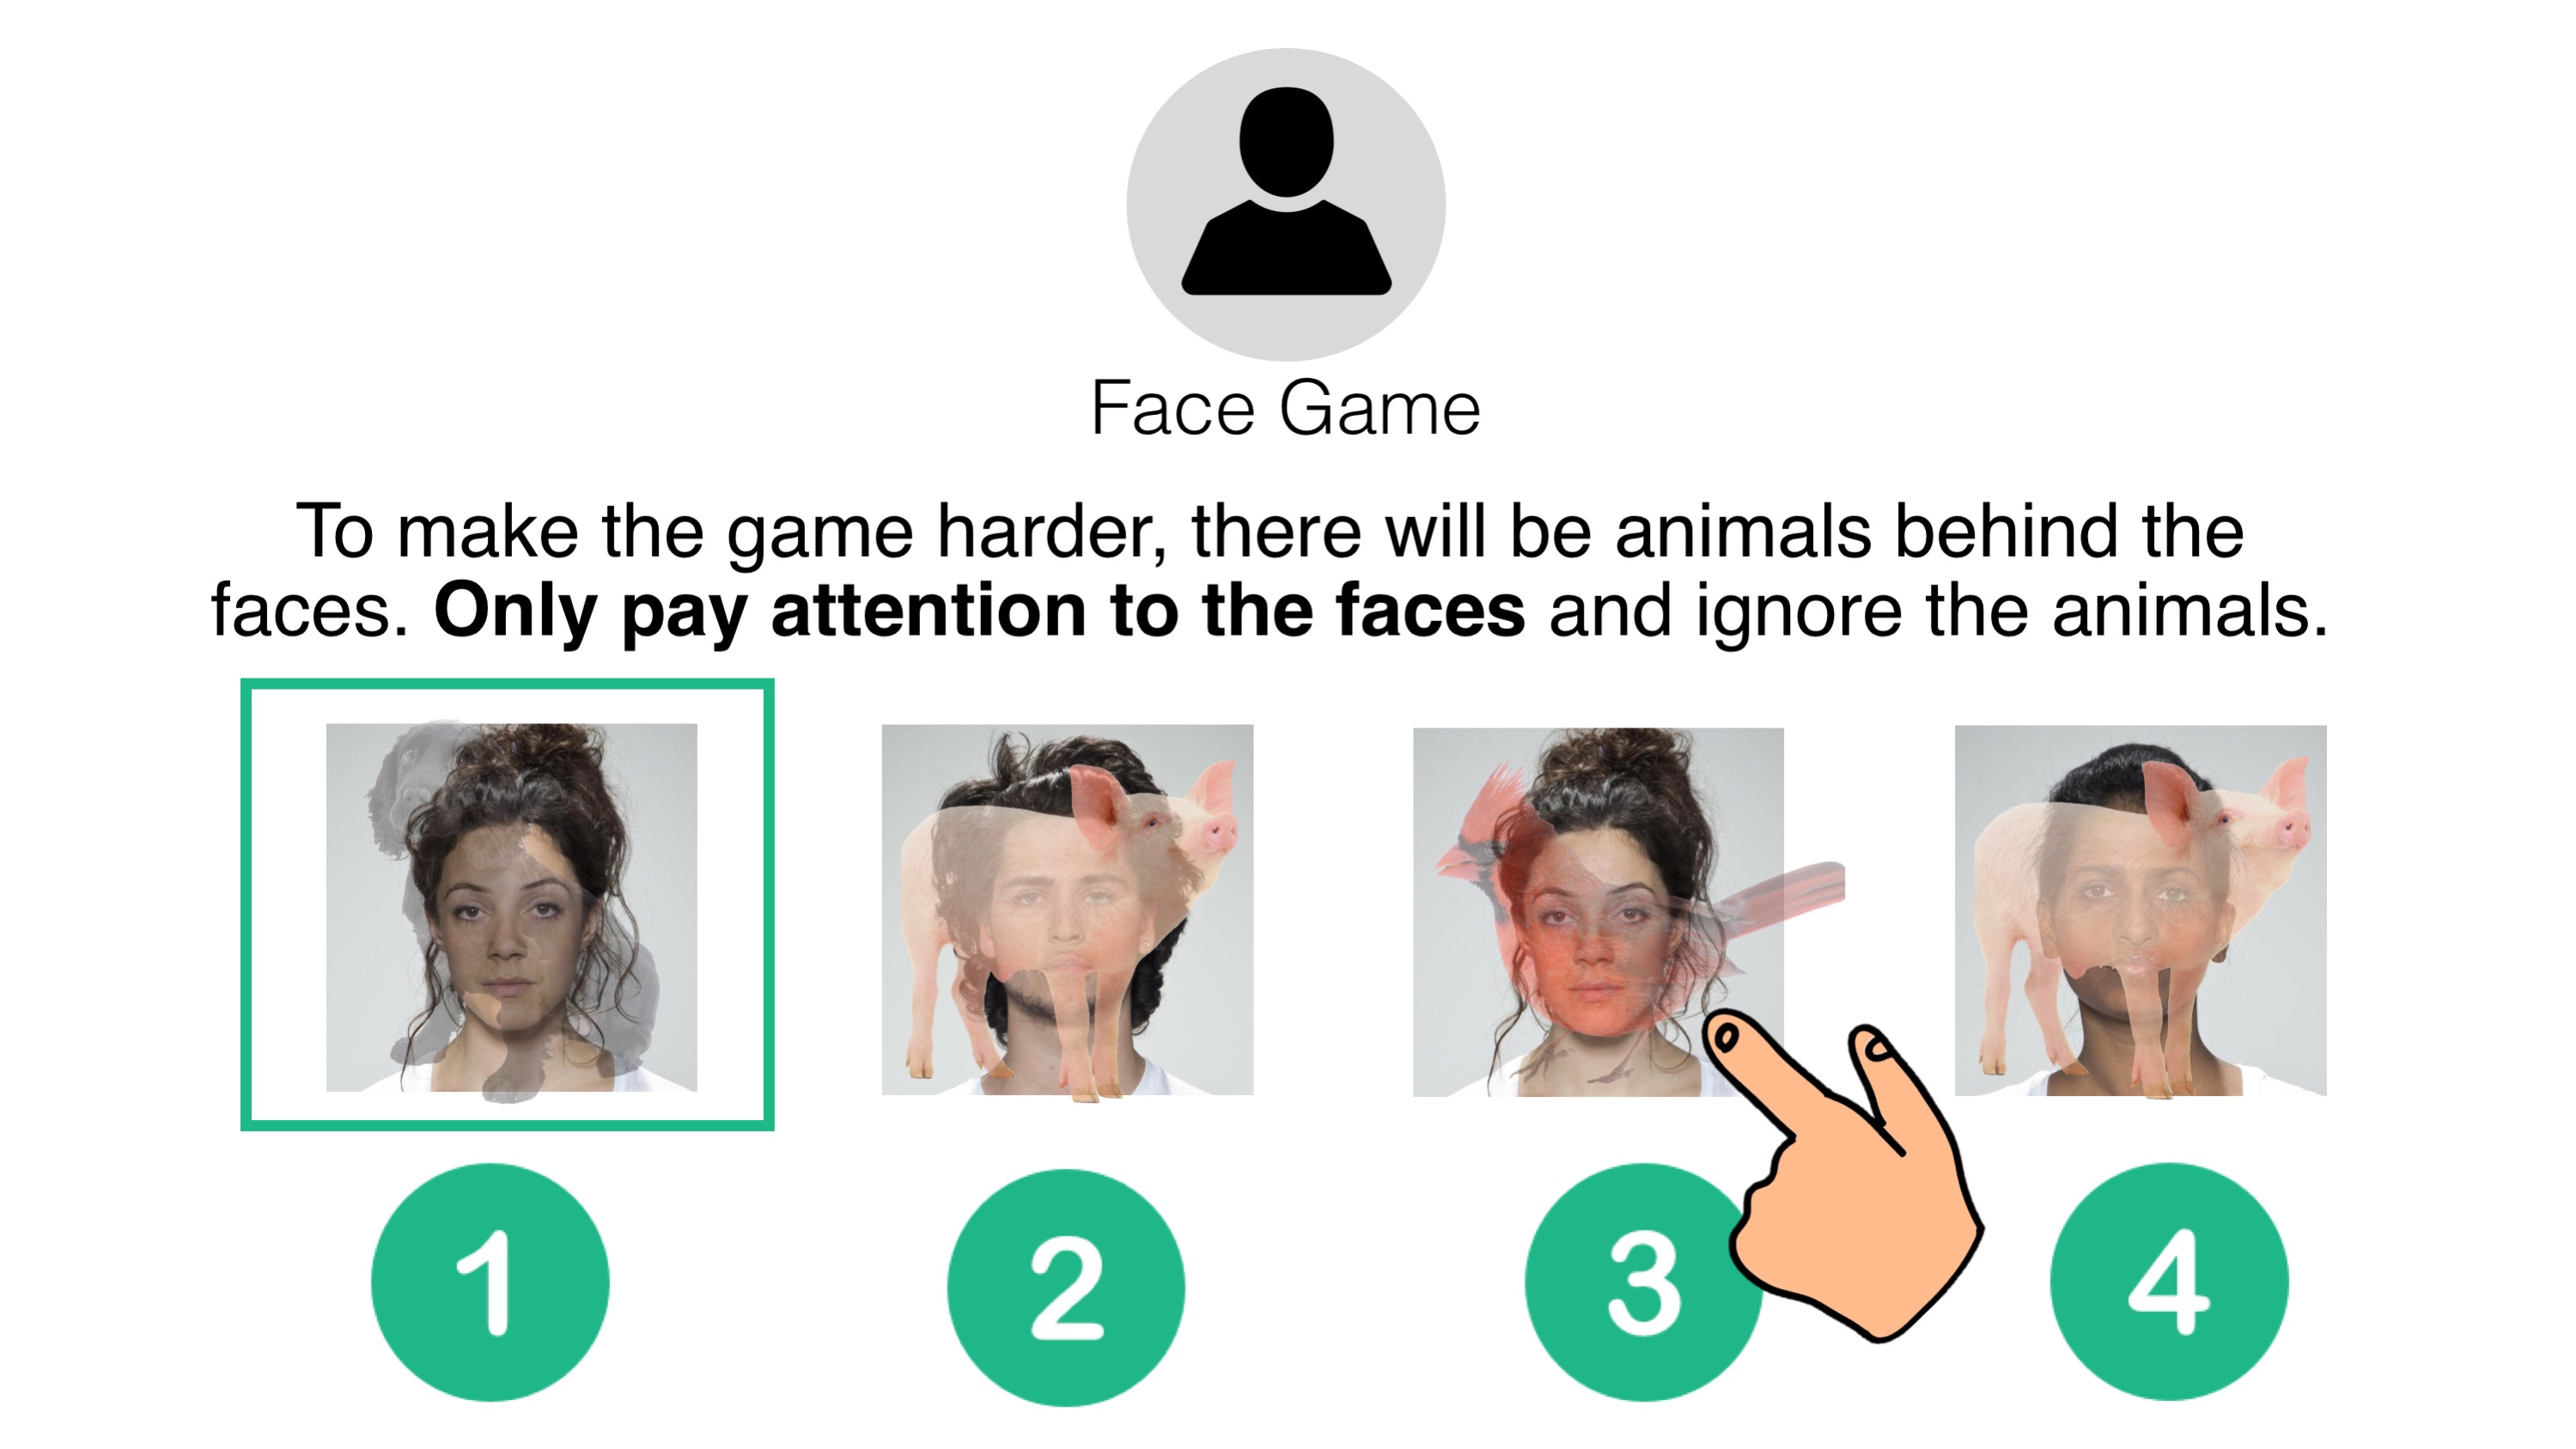 Face Game
To make the game harder, there will be animals behind the
faces. Only pay attention to the faces and ignore the animals.
1 2 3 4